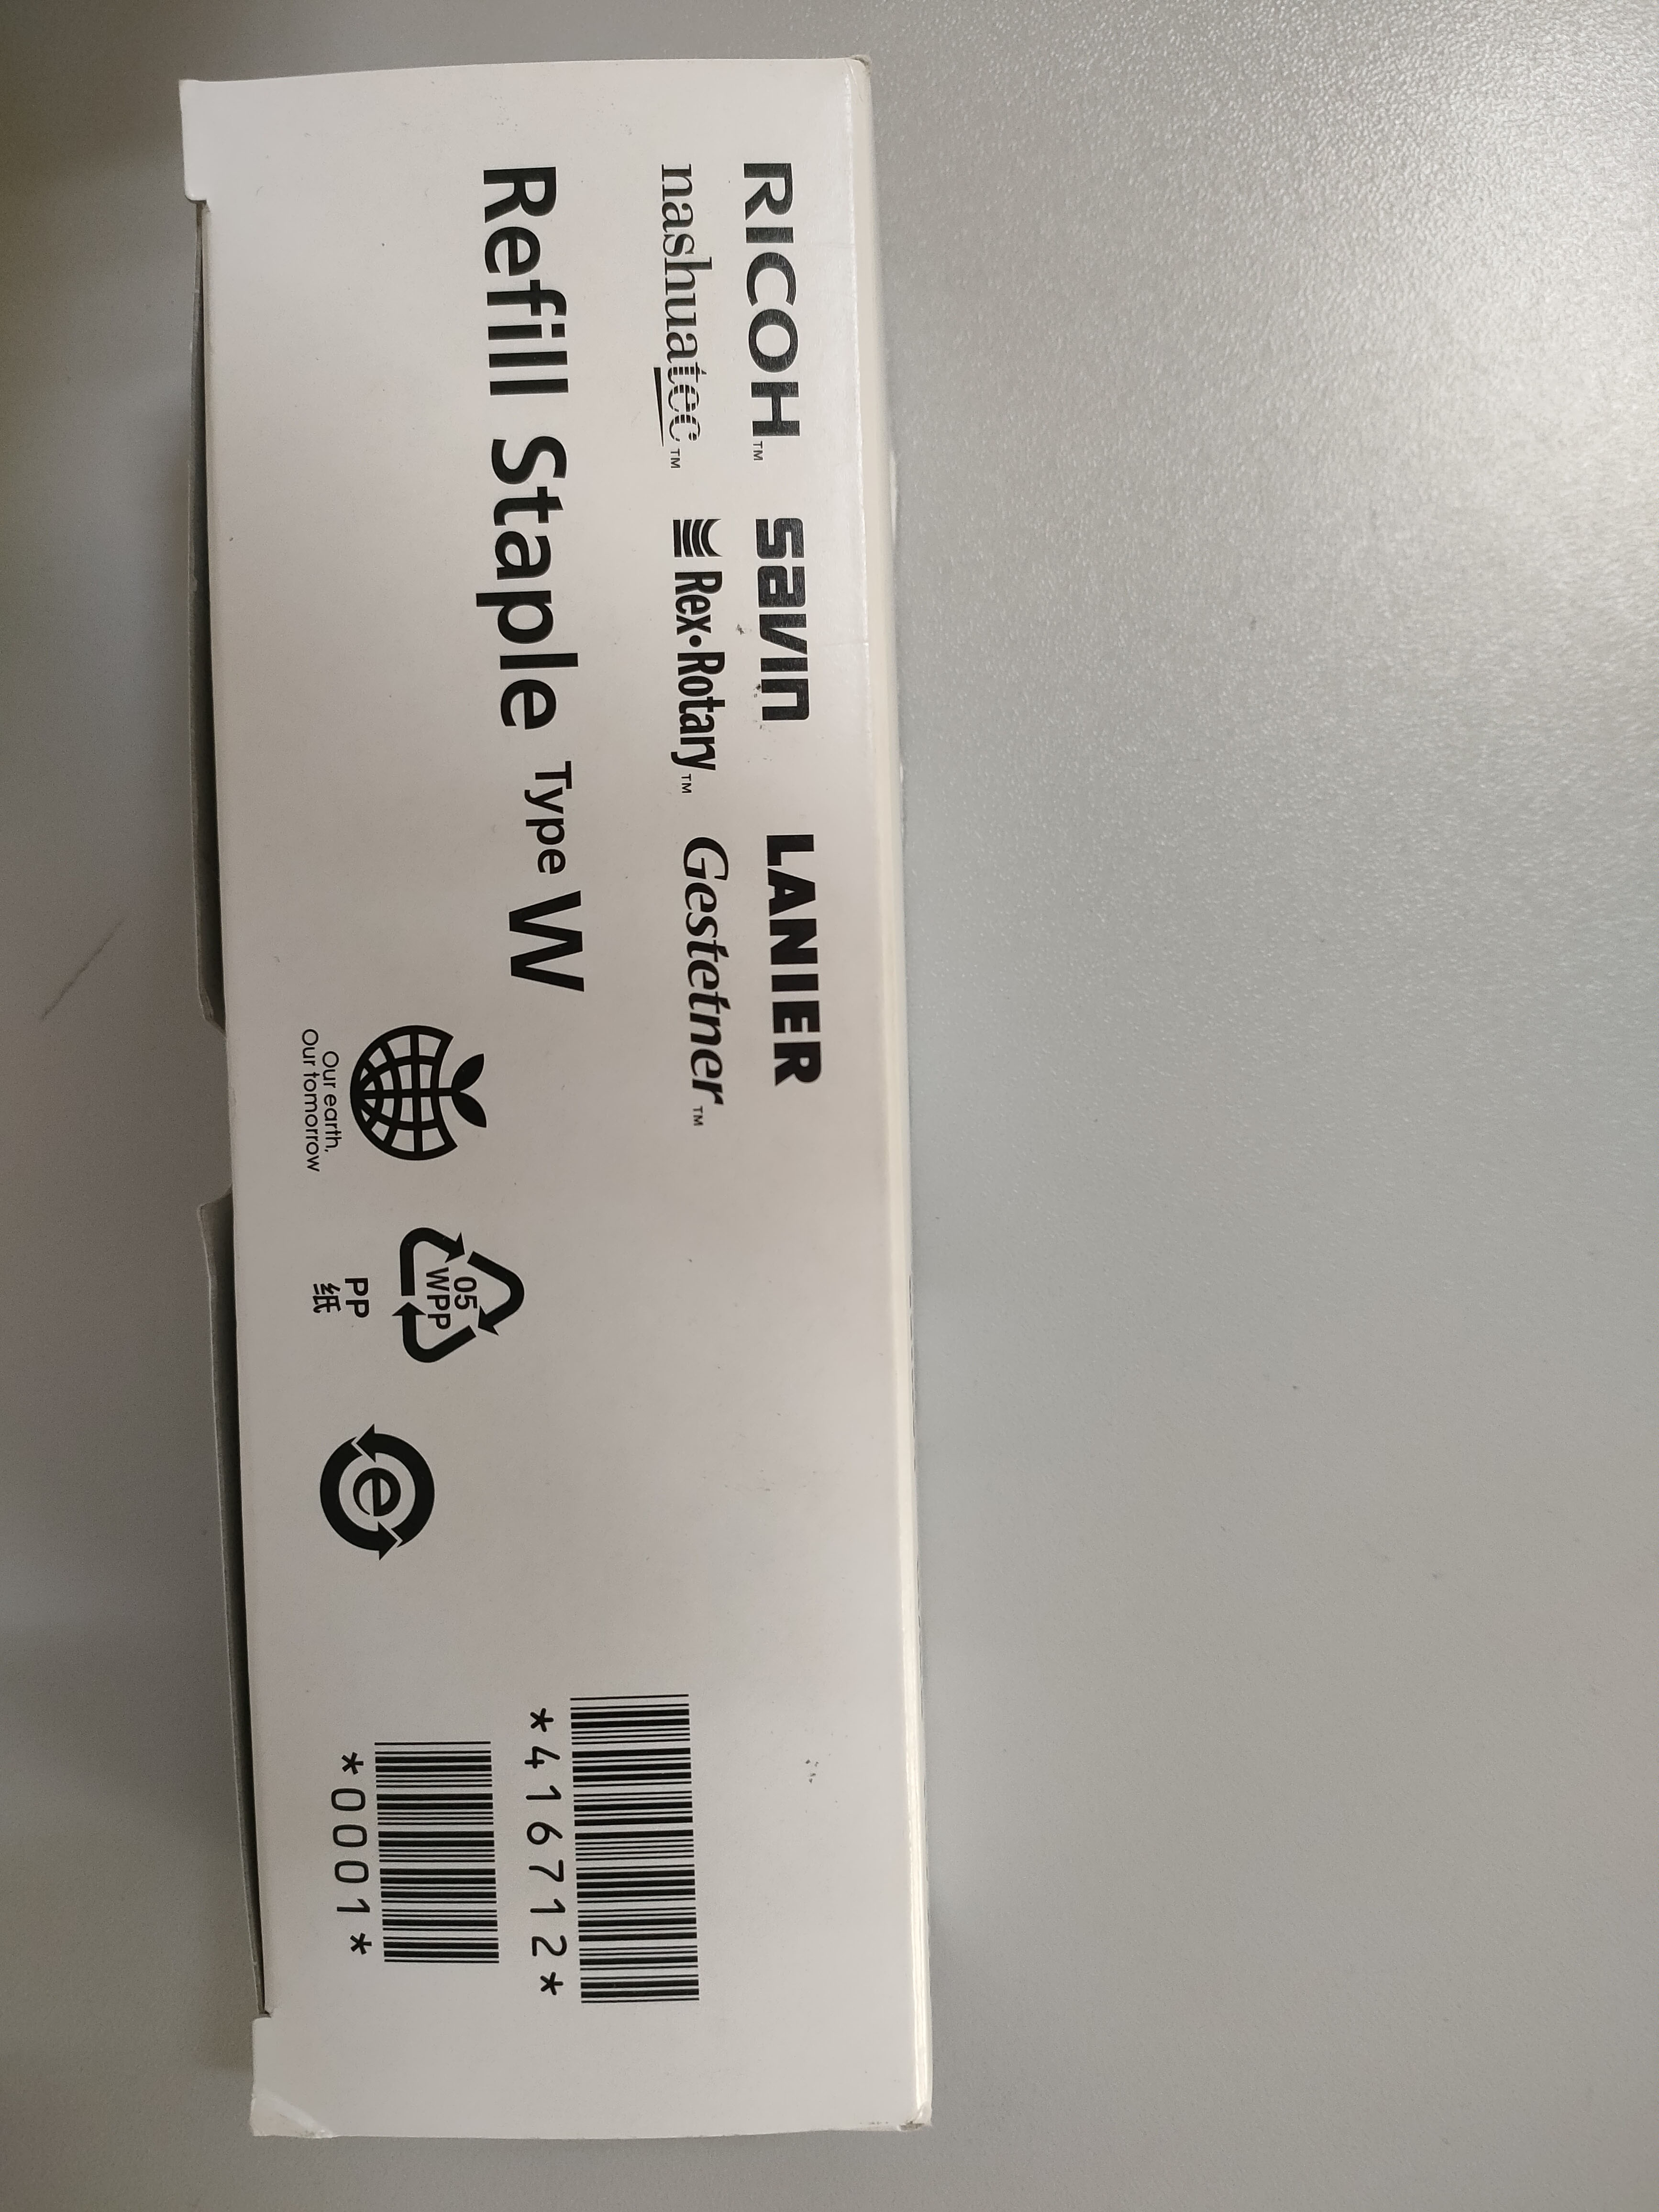 RICOH™ savin LANIER
nashuatec™ Rex•Rotary™ Gestetner™
Refill Staple Type W
Our earth,
Our tomorrow
05
WPP
PP
纸
e
*416712*
*0001*